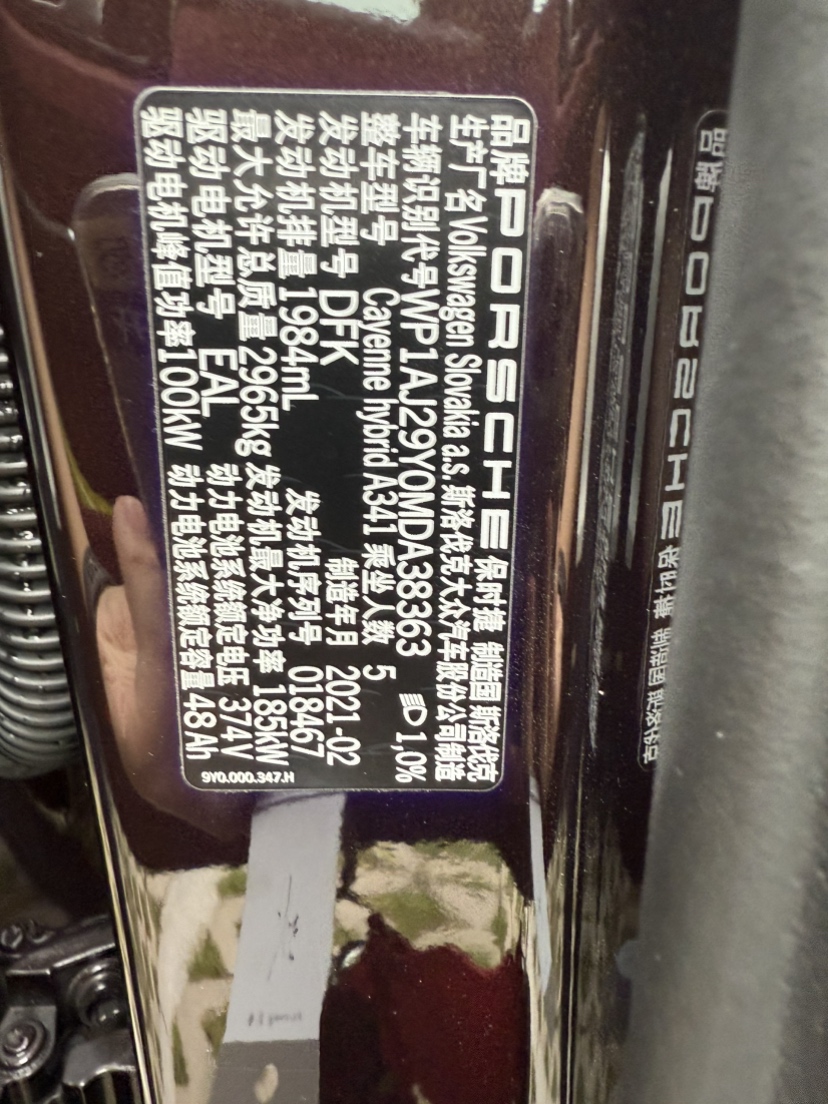 品牌 PORSCHE 保时捷 制造国 斯洛伐克
生产厂名 Volkswagen Slovakia a.s. 斯洛伐克大众汽车股份公司制造
车辆识别代号 WP1AJ29Y0MDA38363 1,0%
整车型号 Cayenne hybrid A341 乘坐人数 5
发动机型号 DFK 制造年月 2021-02
发动机排量 1984mL 发动机序列号 018467
最大允许总质量 2965kg 发动机最大净功率 185kW
驱动电机型号 EAL 动力电池系统额定电压 374V
驱动电机峰值功率 100kW 动力电池系统额定容量 48Ah
9Y0.000.347.H